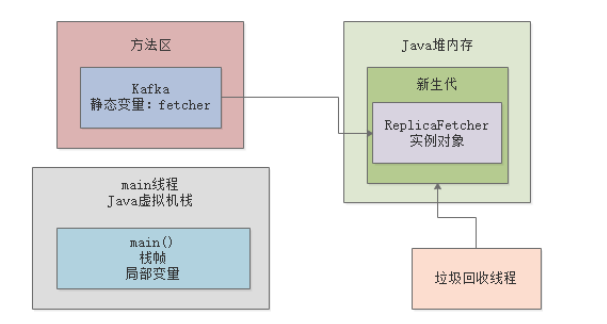 方法区
Kafka
静态变量：fetcher
Java堆内存
新生代
ReplicaFetcher
实例对象
main线程
Java虚拟机栈
main()
栈帧
局部变量
垃圾回收线程